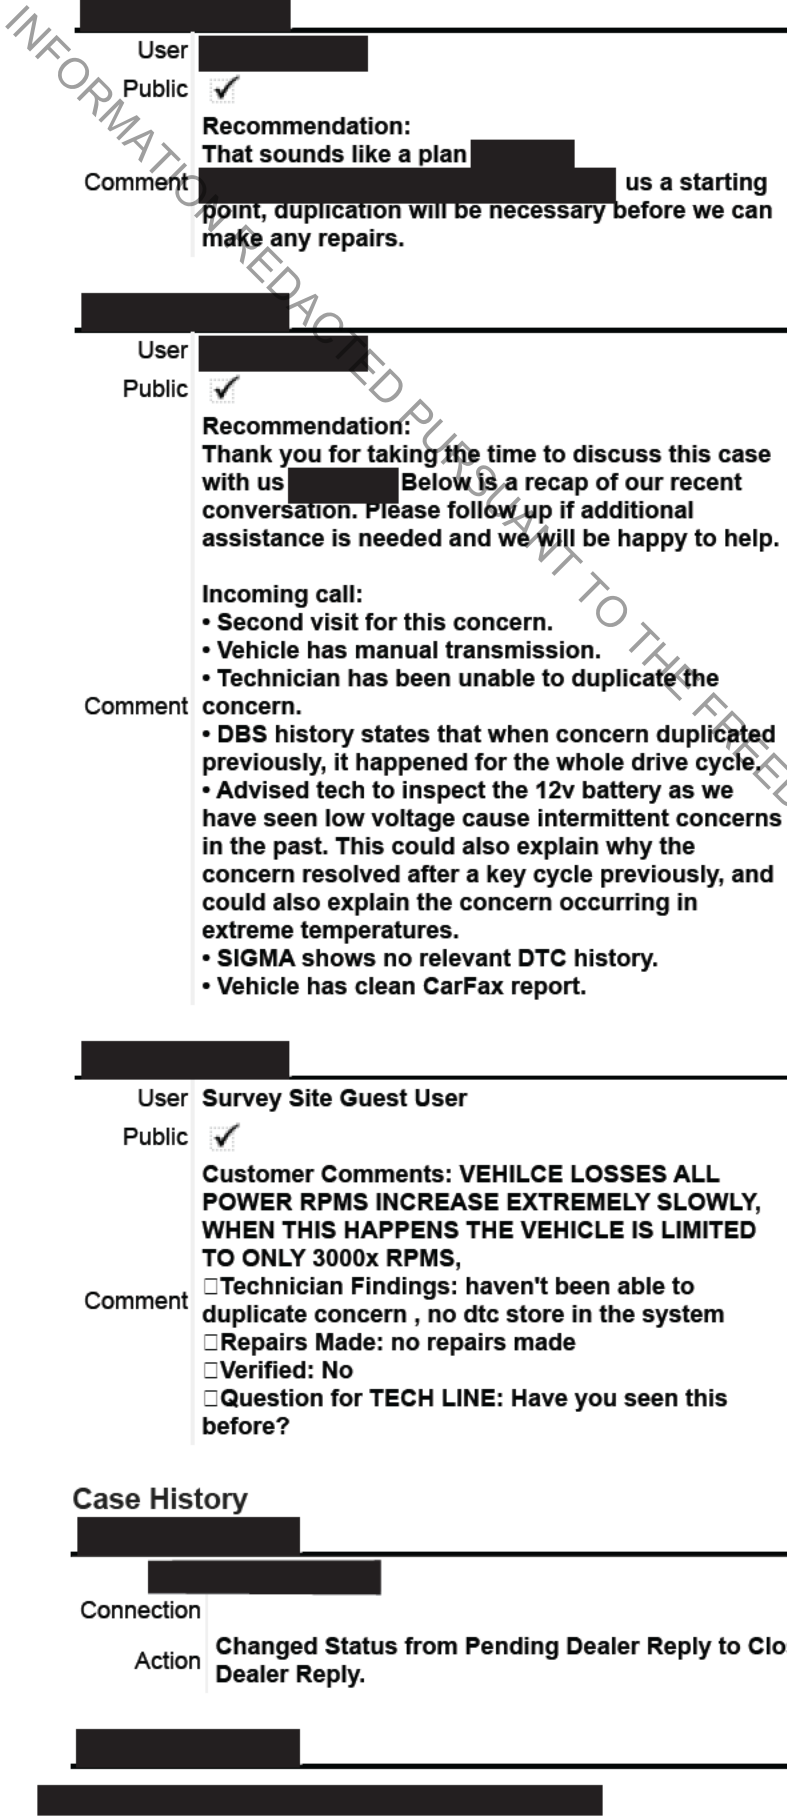 User
Public
Recommendation:
That sounds like a plan
Comment us a starting
point, duplication will be necessary before we can
make any repairs.
User
Public
Recommendation:
Thank you for taking the time to discuss this case
with us Below is a recap of our recent
conversation. Please follow up if additional
assistance is needed and we will be happy to help.
Incoming call:
• Second visit for this concern.
• Vehicle has manual transmission.
• Technician has been unable to duplicate the
Comment concern.
• DBS history states that when concern duplicated
previously, it happened for the whole drive cycle.
• Advised tech to inspect the 12v battery as we
have seen low voltage cause intermittent concerns
in the past. This could also explain why the
concern resolved after a key cycle previously, and
could also explain the concern occurring in
extreme temperatures.
• SIGMA shows no relevant DTC history.
• Vehicle has clean CarFax report.
User Survey Site Guest User
Public
Customer Comments: VEHILCE LOSSES ALL
POWER RPMS INCREASE EXTREMELY SLOWLY,
WHEN THIS HAPPENS THE VEHICLE IS LIMITED
TO ONLY 3000x RPMS,
□Technician Findings: haven't been able to
Comment duplicate concern , no dtc store in the system
□Repairs Made: no repairs made
□Verified: No
□Question for TECH LINE: Have you seen this
before?
Case History
Connection
Action Changed Status from Pending Dealer Reply to Clo
Dealer Reply.
INFORMATION REDACTED PURSUANT TO THE FREED